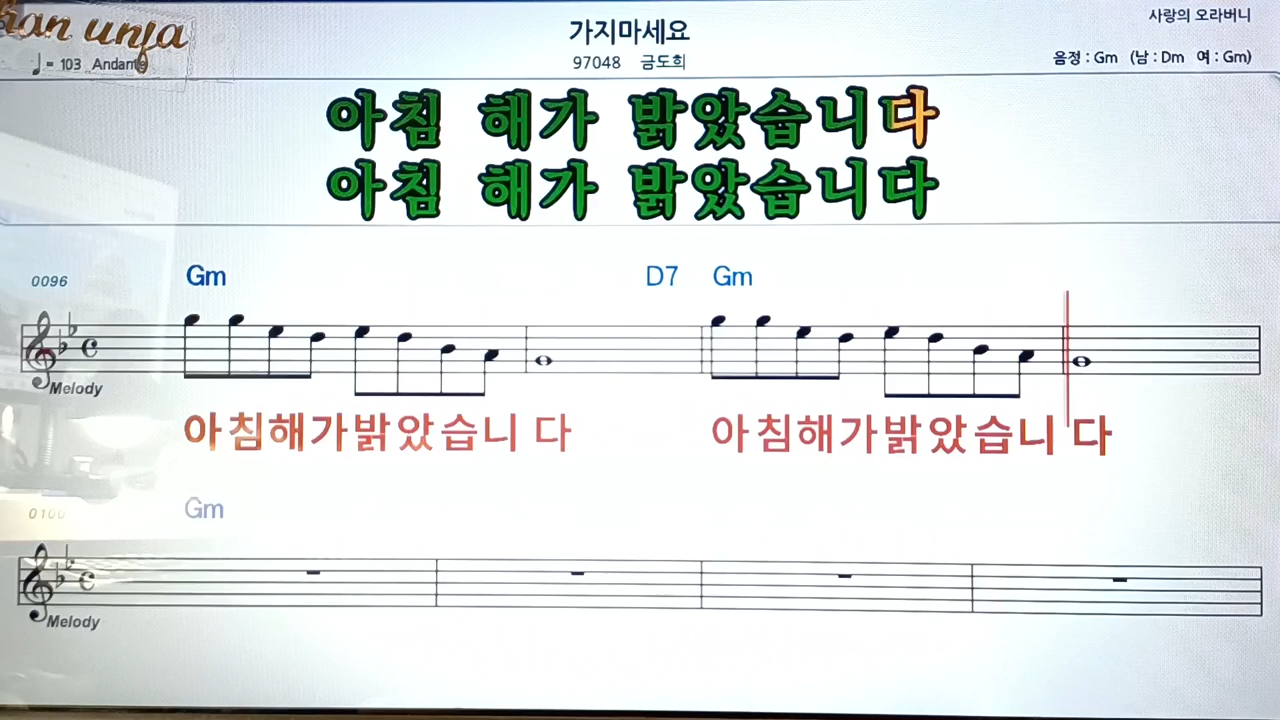 han unja
사랑의 오라버니
가지마세요
♩= 103 Andante
97048 금도희
음정 : Gm (남 : Dm 여 : Gm)
아침 해가 밝았습니다
아침 해가 밝았습니다
0096 Gm D7 Gm
Melody
아침해가밝았습니 다 아침해가밝았습니 다
0100 Gm
Melody